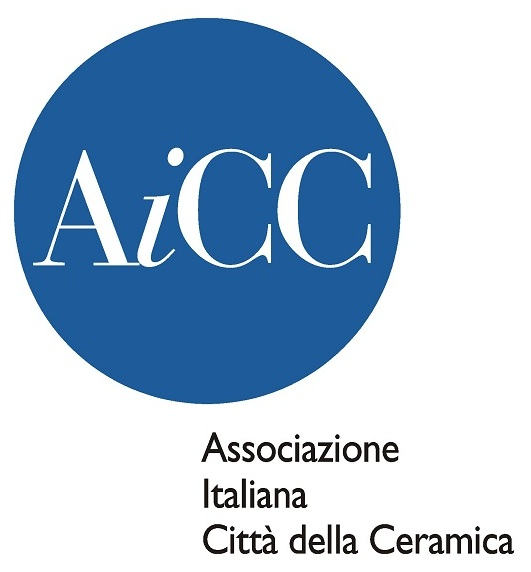 AiCC
Associazione
Italiana
Città della Ceramica